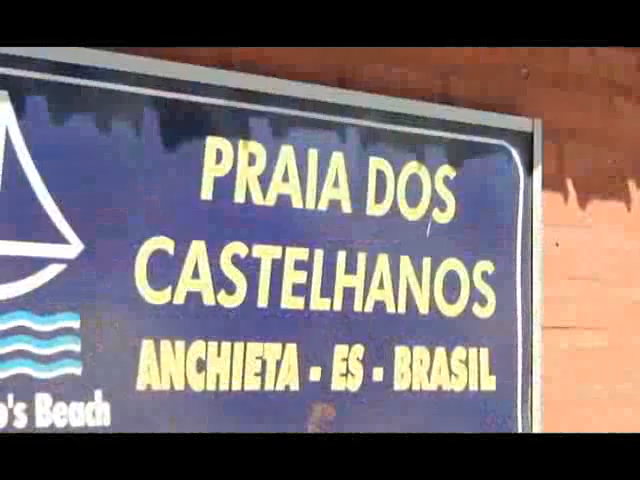 PRAIA DOS
CASTELHANOS
ANCHIETA - ES - BRASIL
's Beach